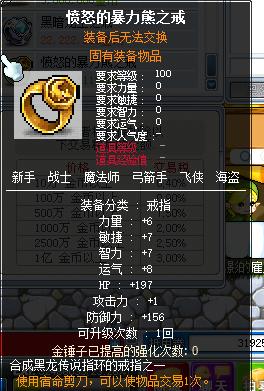 愤怒的暴力熊之戒
装备后无法交换
固有装备物品
要求等级： 100
要求力量： 0
要求敏捷： 0
要求智力： 0
要求运气： 0
要求人气度： -
道具等级 -
道具经验值 -
新手 战士 魔法师 弓箭手 飞侠 海盗
装备分类 : 戒指
力量 : +6
敏捷 : +7
智力 : +7
运气 : +8
HP : +197
攻击力 : +1
防御力 : +156
可升级次数 : 1回
金锤子已提高的强化次数: 0
合成黑龙传说指环的戒指之一
使用宿命剪刀，可以使物品交易1次。